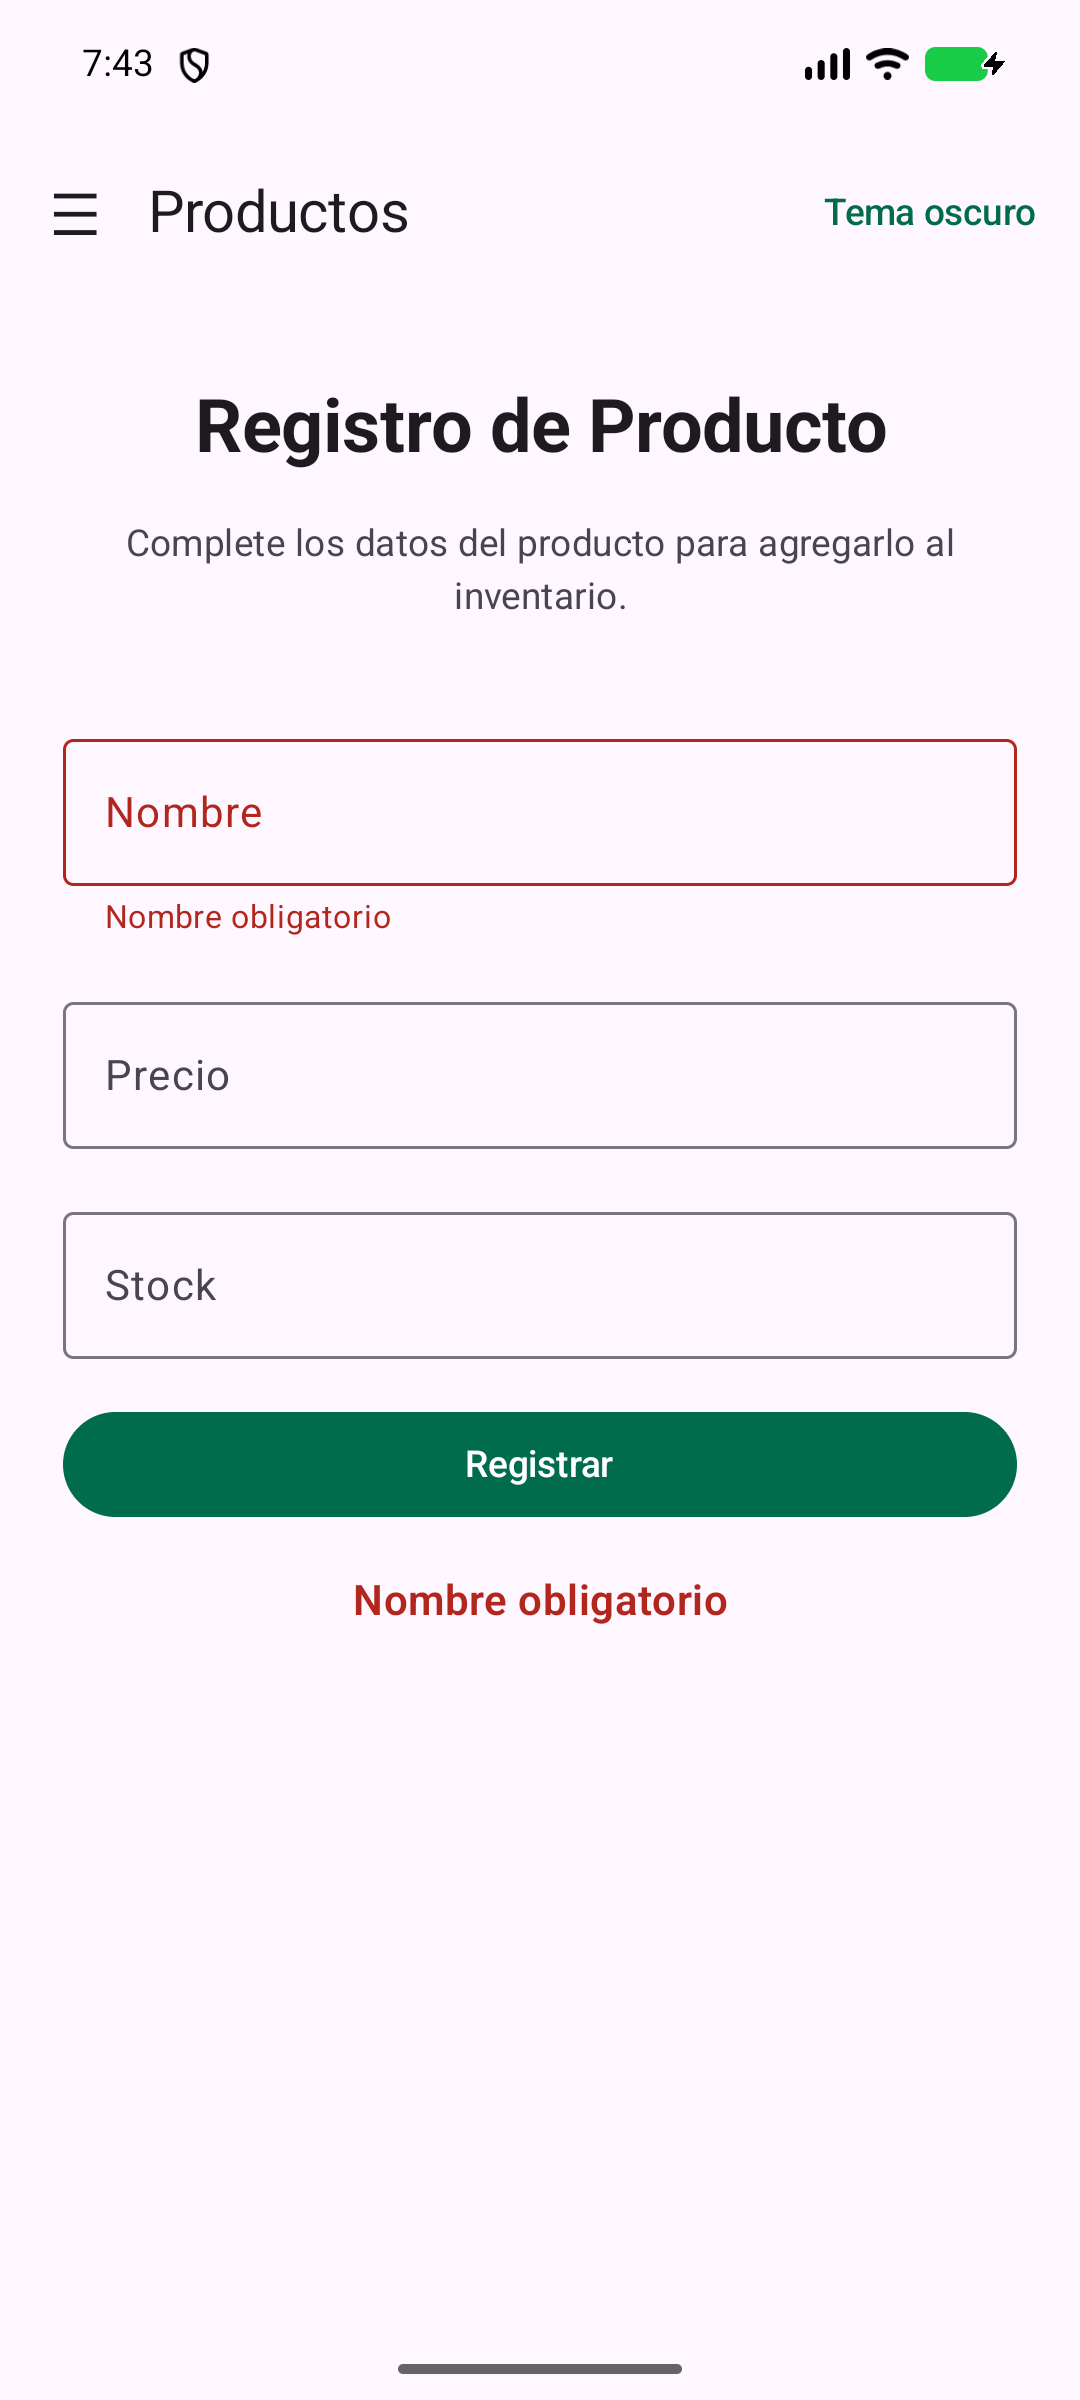 7:43
Productos
Tema oscuro
Registro de Producto
Complete los datos del producto para agregarlo al
inventario.
Nombre
Nombre obligatorio
Precio
Stock
Registrar
Nombre obligatorio